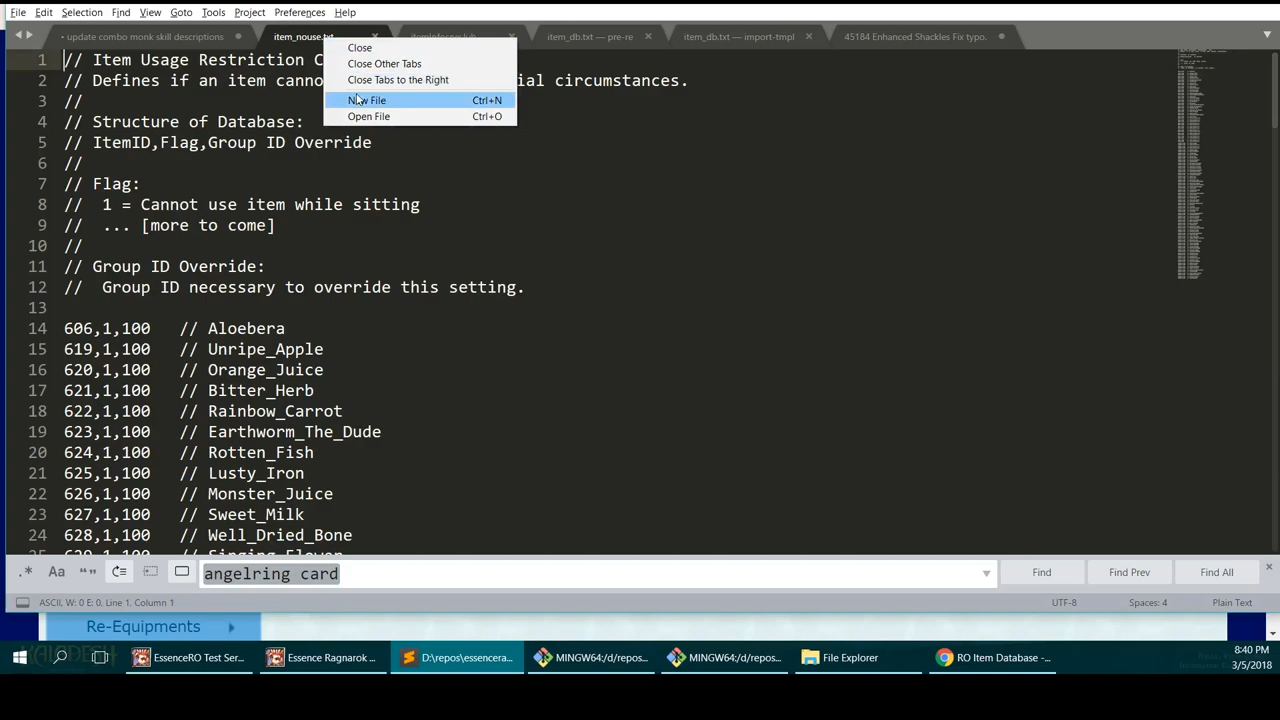 File Edit Selection Find View Goto Tools Project Preferences Help
update combo monk skill descriptions
item_nouse.txt
item_db.txt — pre-re
item_db.txt — import-tmpl
45184 Enhanced Shackles Fix typo.
Close
Close Other Tabs
Close Tabs to the Right
New File Ctrl+N
Open File Ctrl+O
1 // Item Usage Restriction C
2 // Defines if an item canno ial circumstances.
3 //
4 // Structure of Database:
5 // ItemID,Flag,Group ID Override
6 //
7 // Flag:
8 // 1 = Cannot use item while sitting
9 // ... [more to come]
10 //
11 // Group ID Override:
12 // Group ID necessary to override this setting.
13
14 606,1,100 // Aloebera
15 619,1,100 // Unripe_Apple
16 620,1,100 // Orange_Juice
17 621,1,100 // Bitter_Herb
18 622,1,100 // Rainbow_Carrot
19 623,1,100 // Earthworm_The_Dude
20 624,1,100 // Rotten_Fish
21 625,1,100 // Lusty_Iron
22 626,1,100 // Monster_Juice
23 627,1,100 // Sweet_Milk
24 628,1,100 // Well_Dried_Bone
25 629,1,100 // Singing_Flower
.* Aa “” angelring card Find Find Prev Find All
ASCII, W: 0 E: 0, Line 1, Column 1 UTF-8 Spaces: 4 Plain Text
Re-Equipments
EssenceRO Test Ser... Essence Ragnarok ... D:\repos\essencera... MINGW64:/d/repos... MINGW64:/d/repos... File Explorer RO Item Database -...
8:40 PM
3/5/2018